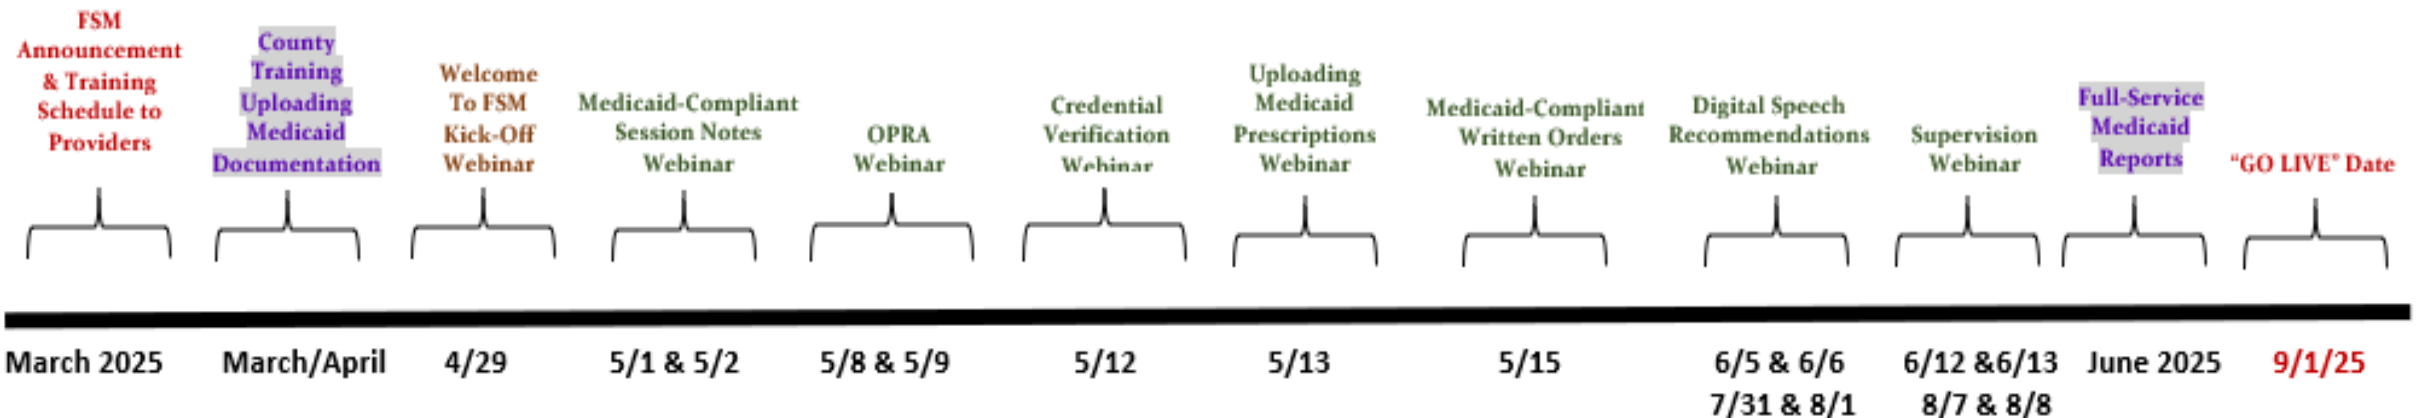 FSM
Announcement
& Training
Schedule to
Providers
County
Training
Uploading
Medicaid
Documentation
Welcome
To FSM
Kick-Off
Webinar
Medicaid-Compliant
Session Notes
Webinar
OPRA
Webinar
Credential
Verification
Webinar
Uploading
Medicaid
Prescriptions
Webinar
Medicaid-Compliant
Written Orders
Webinar
Digital Speech
Recommendations
Webinar
Supervision
Webinar
Full-Service
Medicaid
Reports
“GO LIVE” Date
March 2025
March/April
4/29
5/1 & 5/2
5/8 & 5/9
5/12
5/13
5/15
6/5 & 6/6
7/31 & 8/1
6/12 &6/13
8/7 & 8/8
June 2025
9/1/25